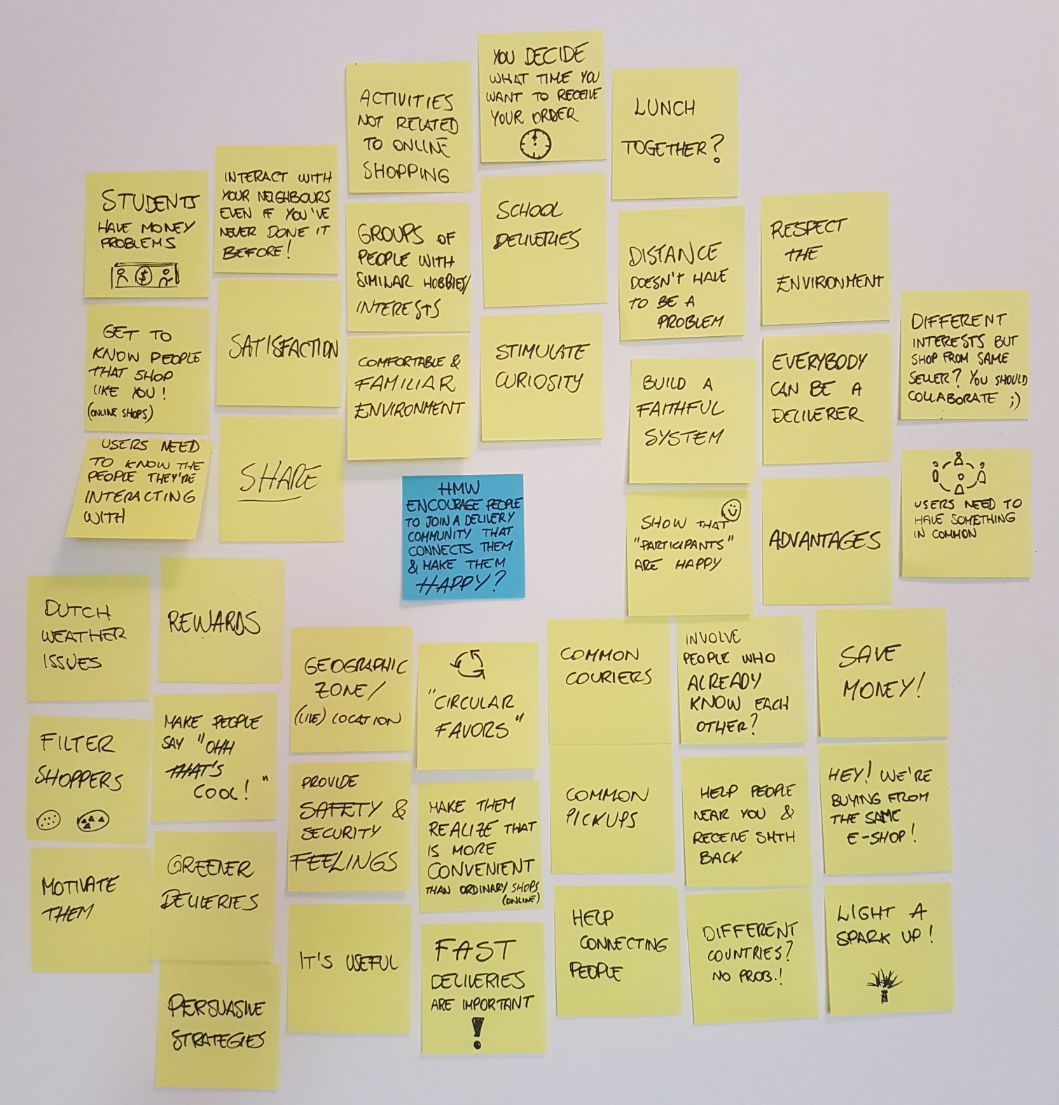 STUDENTS
HAVE MONEY
PROBLEMS
$
GET TO
KNOW PEOPLE
THAT SHOP
LIKE YOU!
(ONLINE SHOPS)
USERS NEED
TO KNOW THE
PEOPLE THEY'RE
INTERACTING
WITH
INTERACT WITH
YOUR NEIGHBOURS
EVEN IF YOU'VE
NEVER DONE IT
BEFORE!
SATISFACTION
SHARE
ACTIVITIES
NOT RELATED
TO ONLINE
SHOPPING
GROUPS OF
PEOPLE WITH
SIMILAR HOBBIES/
INTERESTS
COMFORTABLE &
FAMILIAR
ENVIRONMENT
YOU DECIDE
WHAT TIME YOU
WANT TO RECEIVE
YOUR ORDER
SCHOOL
DELIVERIES
STIMULATE
CURIOSITY
HMW
ENCOURAGE PEOPLE
TO JOIN A DELIVERY
COMMUNITY THAT
CONNECTS THEM
& MAKE THEM
HAPPY?
LUNCH
TOGETHER?
DISTANCE
DOESN'T HAVE
TO BE A
PROBLEM
BUILD A
FAITHFUL
SYSTEM
SHOW THAT
"PARTICIPANTS"
ARE HAPPY
RESPECT
THE
ENVIRONMENT
EVERYBODY
CAN BE A
DELIVERER
ADVANTAGES
DIFFERENT
INTERESTS BUT
SHOP FROM SAME
SELLER? YOU SHOULD
COLLABORATE ;)
USERS NEED TO
HAVE SOMETHING
IN COMMON
DUTCH
WEATHER
ISSUES
FILTER
SHOPPERS
MOTIVATE
THEM
REWARDS
MAKE PEOPLE
SAY "OHH
THAT'S
COOL!"
GREENER
DELIVERIES
PERSUASIVE
STRATEGIES
GEOGRAPHIC
ZONE/
(LIVE) LOCATION
PROVIDE
SAFETY &
SECURITY
FEELINGS
IT'S USEFUL
"CIRCULAR
FAVORS"
MAKE THEM
REALIZE THAT
IS MORE
CONVENIENT
THAN ORDINARY SHOPS
(ONLINE)
FAST
DELIVERIES
ARE IMPORTANT
!
COMMON
COURIERS
COMMON
PICKUPS
HELP
CONNECTING
PEOPLE
INVOLVE
PEOPLE WHO
ALREADY
KNOW EACH
OTHER?
HELP PEOPLE
NEAR YOU &
RECEIVE SMTH
BACK
DIFFERENT
COUNTRIES?
NO PROB.!
SAVE
MONEY!
HEY! WE'RE
BUYING FROM
THE SAME
E-SHOP!
LIGHT A
SPARK UP!